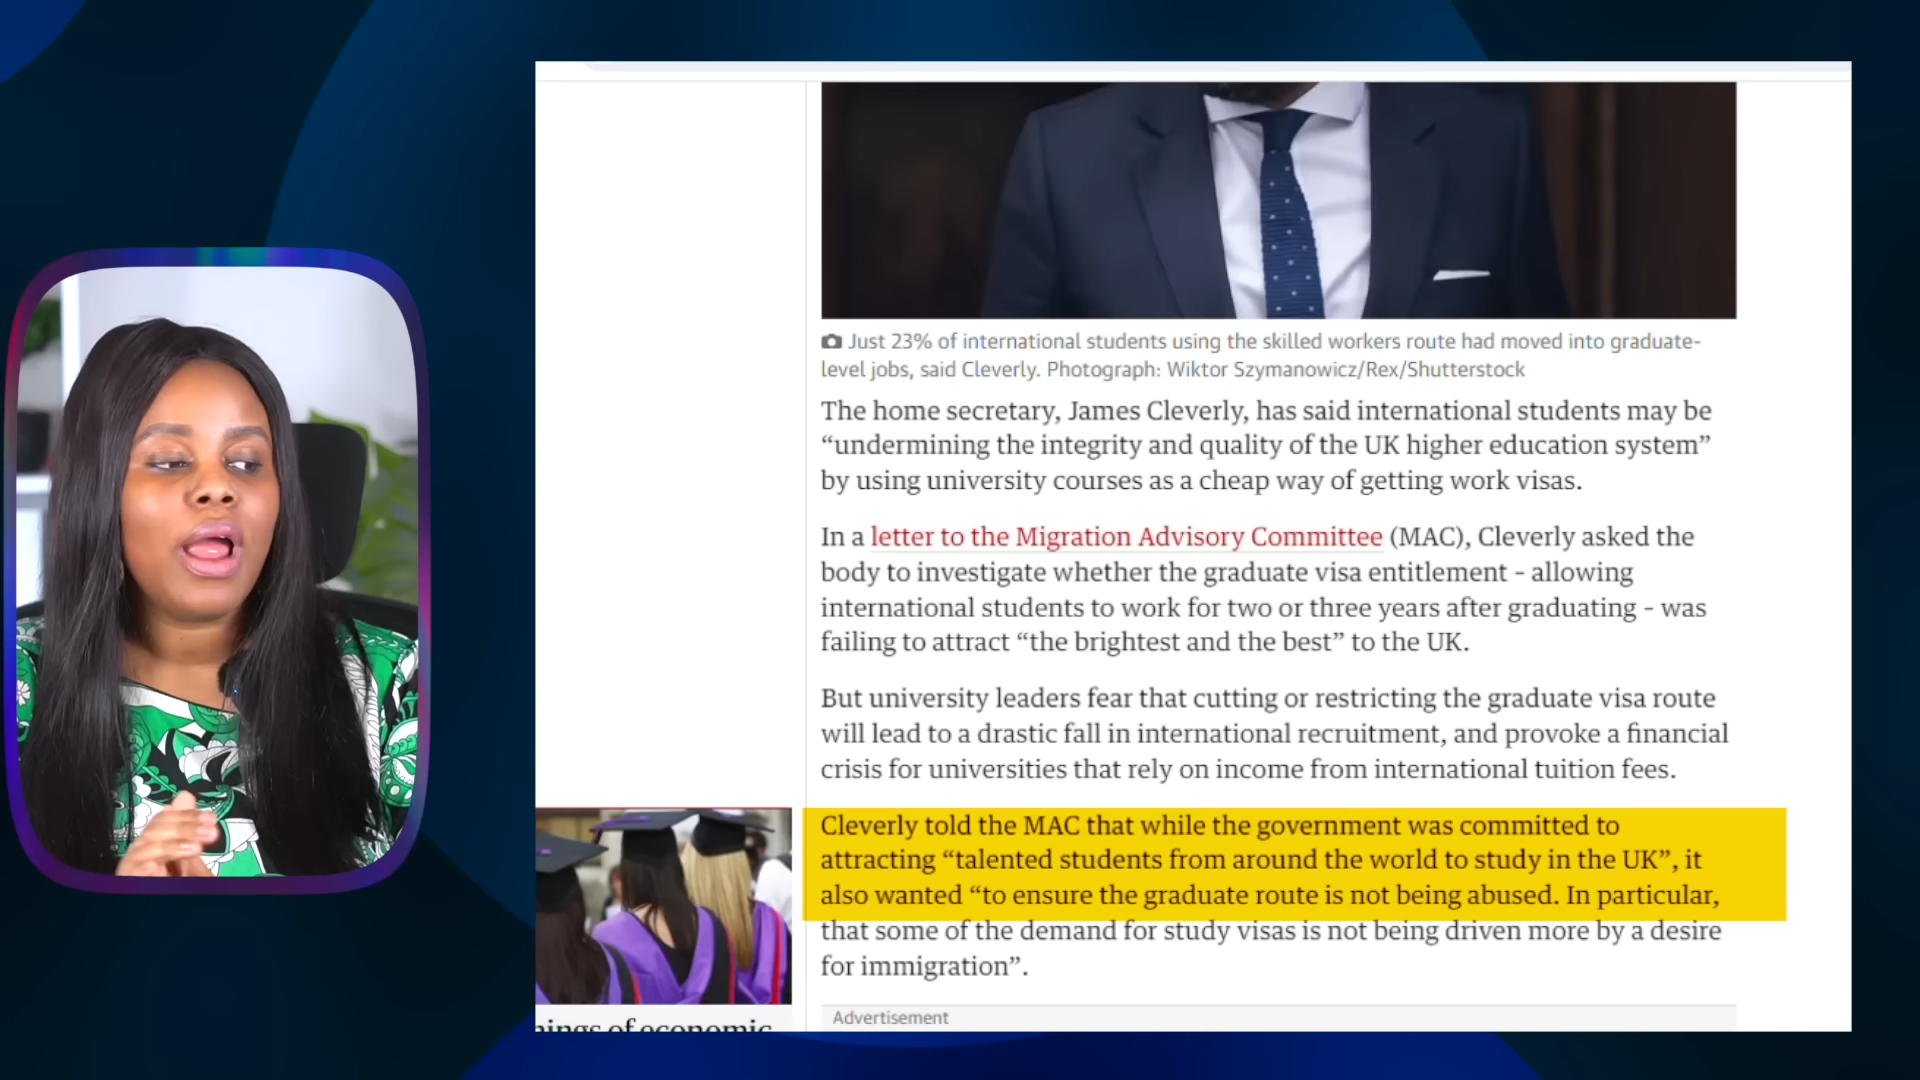 Just 23% of international students using the skilled workers route had moved into graduate-
level jobs, said Cleverly. Photograph: Wiktor Szymanowicz/Rex/Shutterstock
The home secretary, James Cleverly, has said international students may be
“undermining the integrity and quality of the UK higher education system”
by using university courses as a cheap way of getting work visas.
In a letter to the Migration Advisory Committee (MAC), Cleverly asked the
body to investigate whether the graduate visa entitlement – allowing
international students to work for two or three years after graduating – was
failing to attract “the brightest and the best” to the UK.
But university leaders fear that cutting or restricting the graduate visa route
will lead to a drastic fall in international recruitment, and provoke a financial
crisis for universities that rely on income from international tuition fees.
Cleverly told the MAC that while the government was committed to
attracting “talented students from around the world to study in the UK”, it
also wanted “to ensure the graduate route is not being abused. In particular,
that some of the demand for study visas is not being driven more by a desire
for immigration”.
of economic
Advertisement